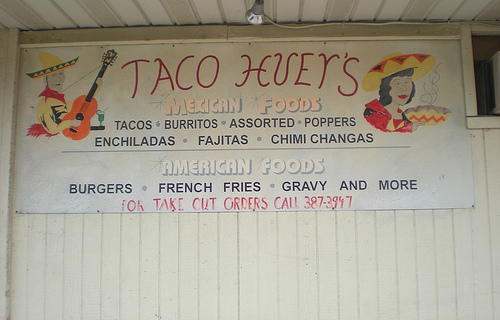 TACO HUEY'S
MEXICAN FOODS
TACOS • BURRITOS • ASSORTED • POPPERS
ENCHILADAS • FAJITAS • CHIMI CHANGAS
AMERICAN FOODS
BURGERS • FRENCH FRIES • GRAVY AND MORE
FOR TAKE OUT ORDERS CALL 387-3947